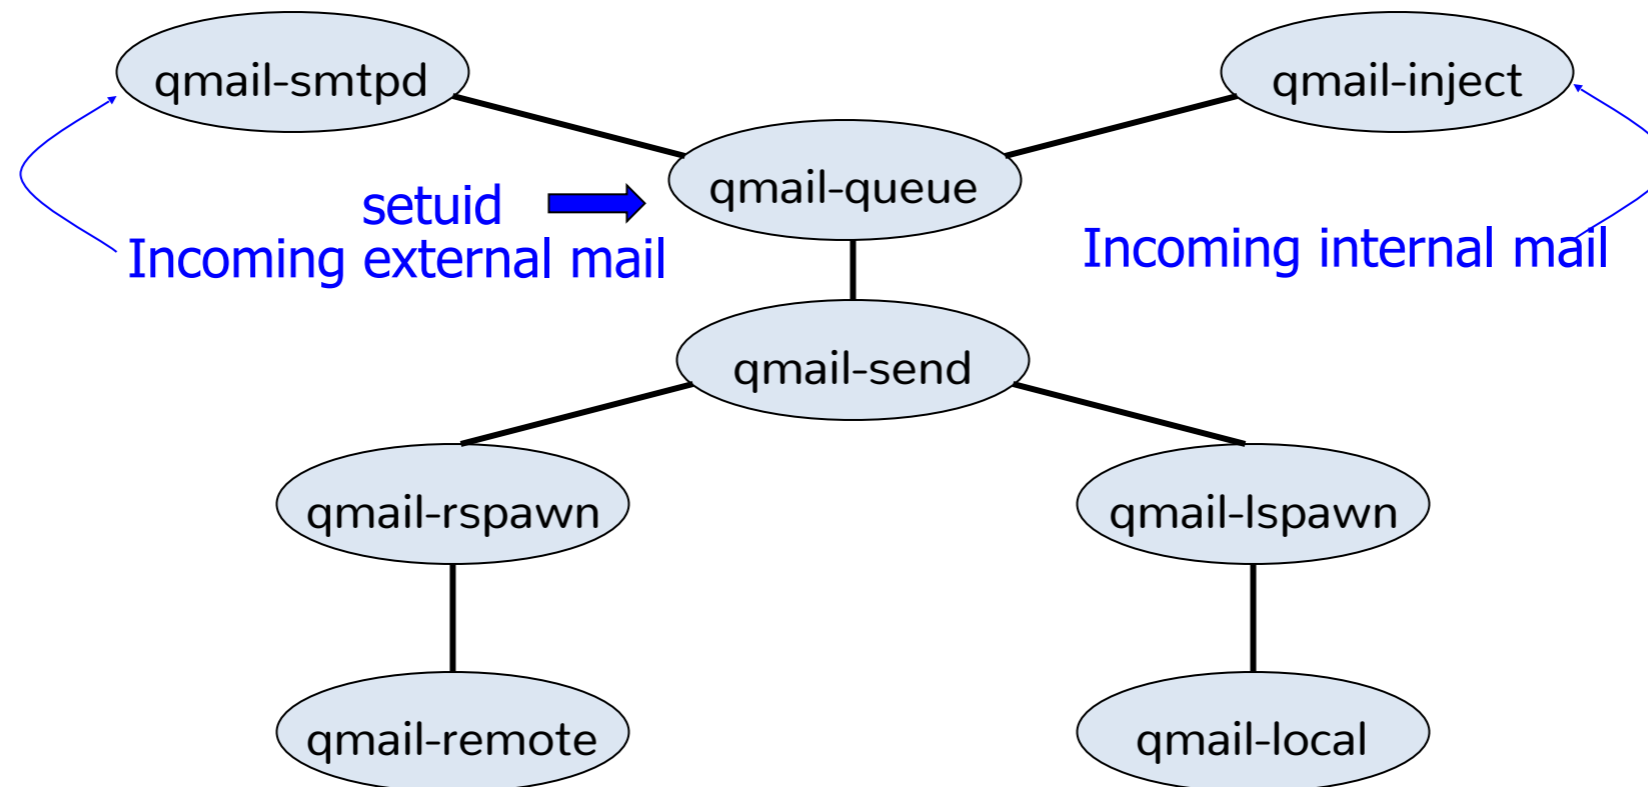 qmail-smtpd
qmail-inject
qmail-queue
setuid
Incoming external mail
Incoming internal mail
qmail-send
qmail-rspawn
qmail-lspawn
qmail-remote
qmail-local